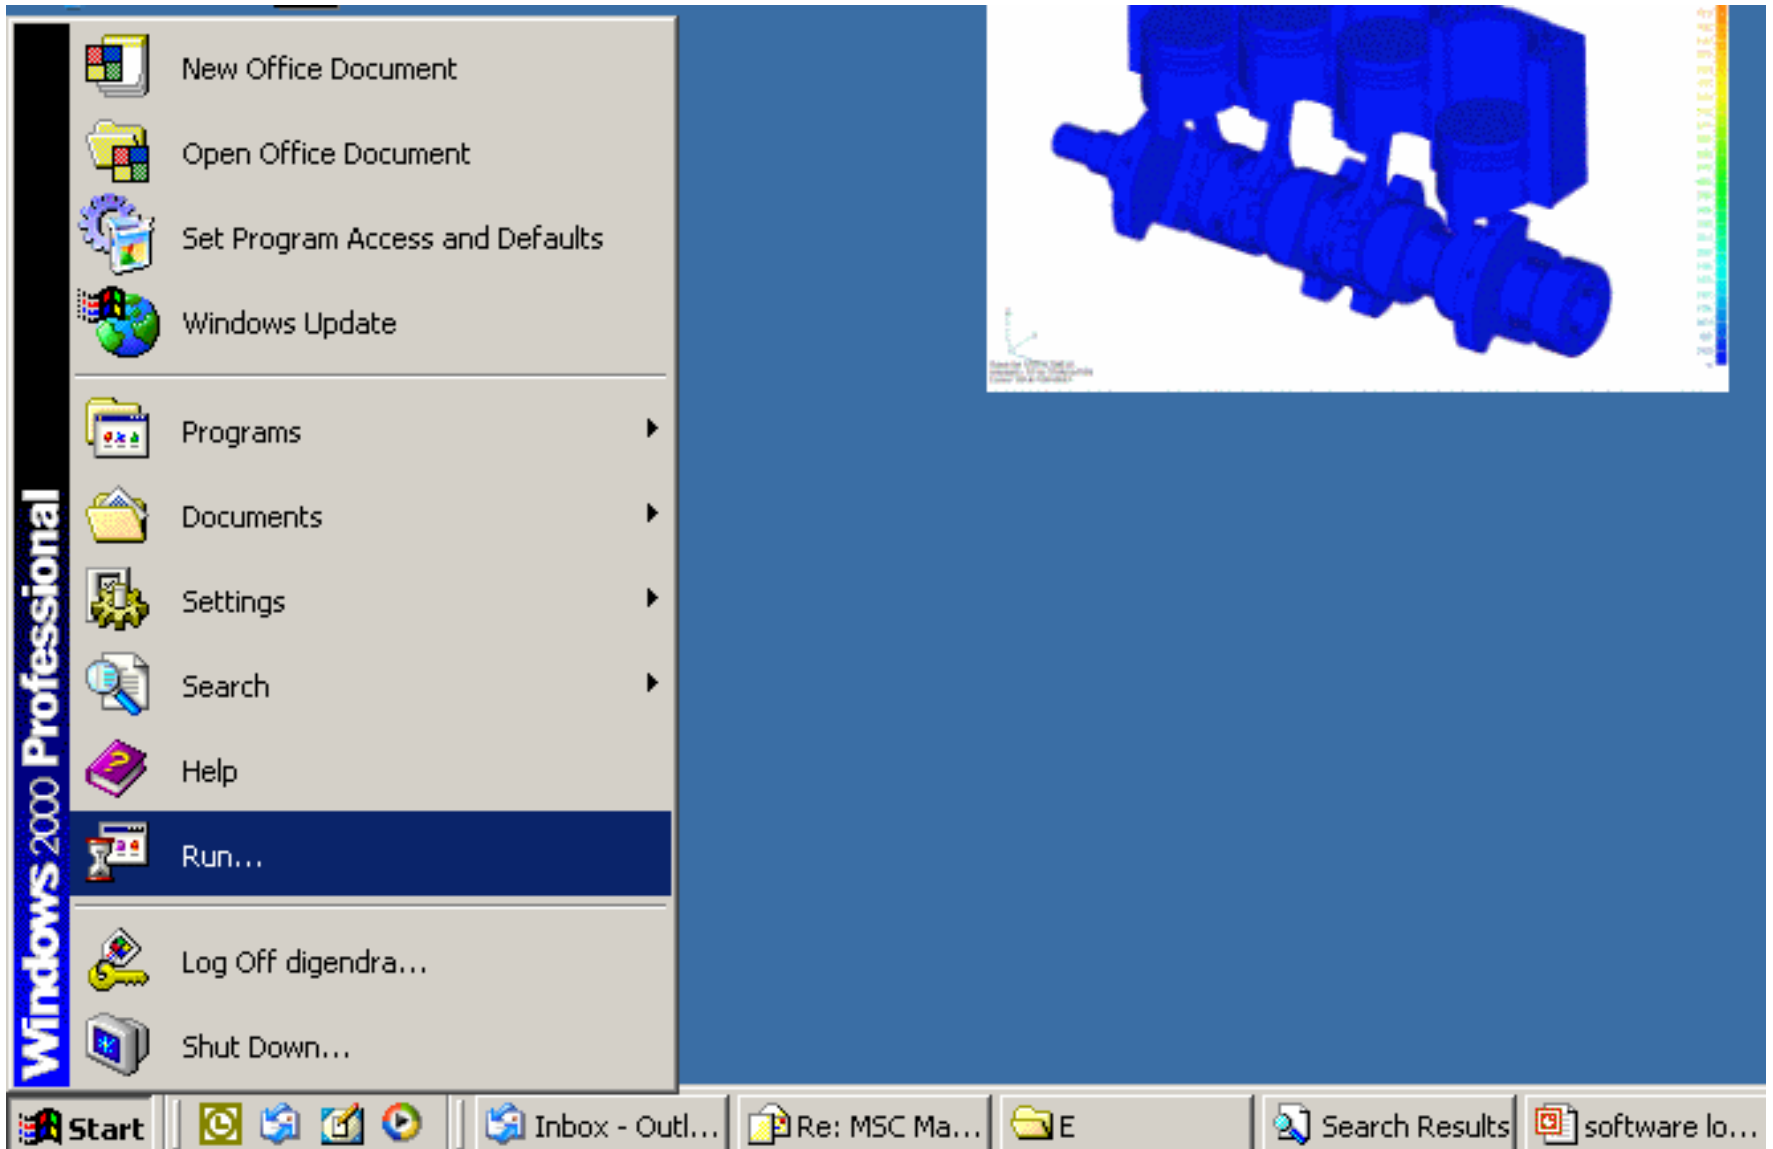 New Office Document
Open Office Document
Set Program Access and Defaults
Windows Update
Programs
Documents
Settings
Search
Help
Run...
Log Off digendra...
Shut Down...
Windows 2000 Professional
Start
Inbox - Outl...
Re: MSC Ma...
E
Search Results
software lo...